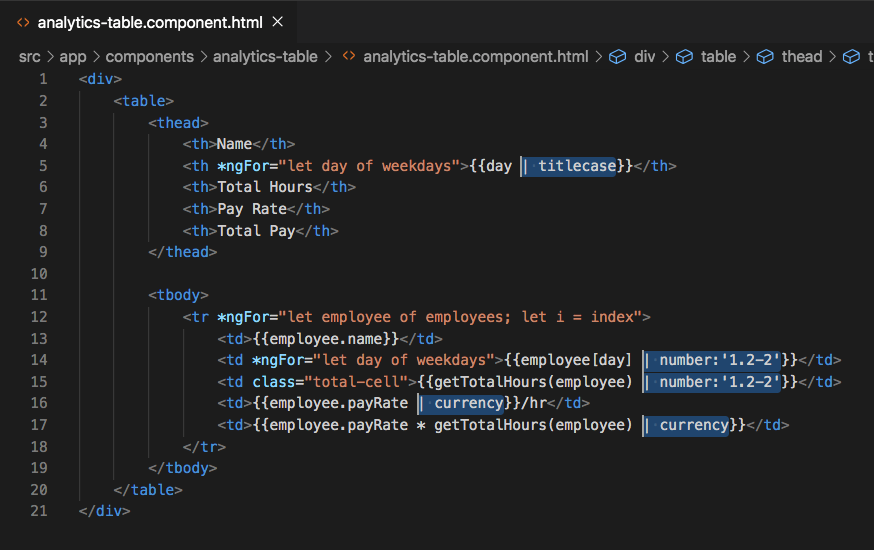 <> analytics-table.component.html ×
src > app > components > analytics-table > <> analytics-table.component.html > div > table > thead > t
1 <div>
2     <table>
3         <thead>
4             <th>Name</th>
5             <th *ngFor="let day of weekdays">{{day | titlecase}}</th>
6             <th>Total Hours</th>
7             <th>Pay Rate</th>
8             <th>Total Pay</th>
9         </thead>
10
11         <tbody>
12             <tr *ngFor="let employee of employees; let i = index">
13                 <td>{{employee.name}}</td>
14                 <td *ngFor="let day of weekdays">{{employee[day] | number:'1.2-2'}}</td>
15                 <td class="total-cell">{{getTotalHours(employee) | number:'1.2-2'}}</td>
16                 <td>{{employee.payRate | currency}}/hr</td>
17                 <td>{{employee.payRate * getTotalHours(employee) | currency}}</td>
18             </tr>
19         </tbody>
20     </table>
21 </div>